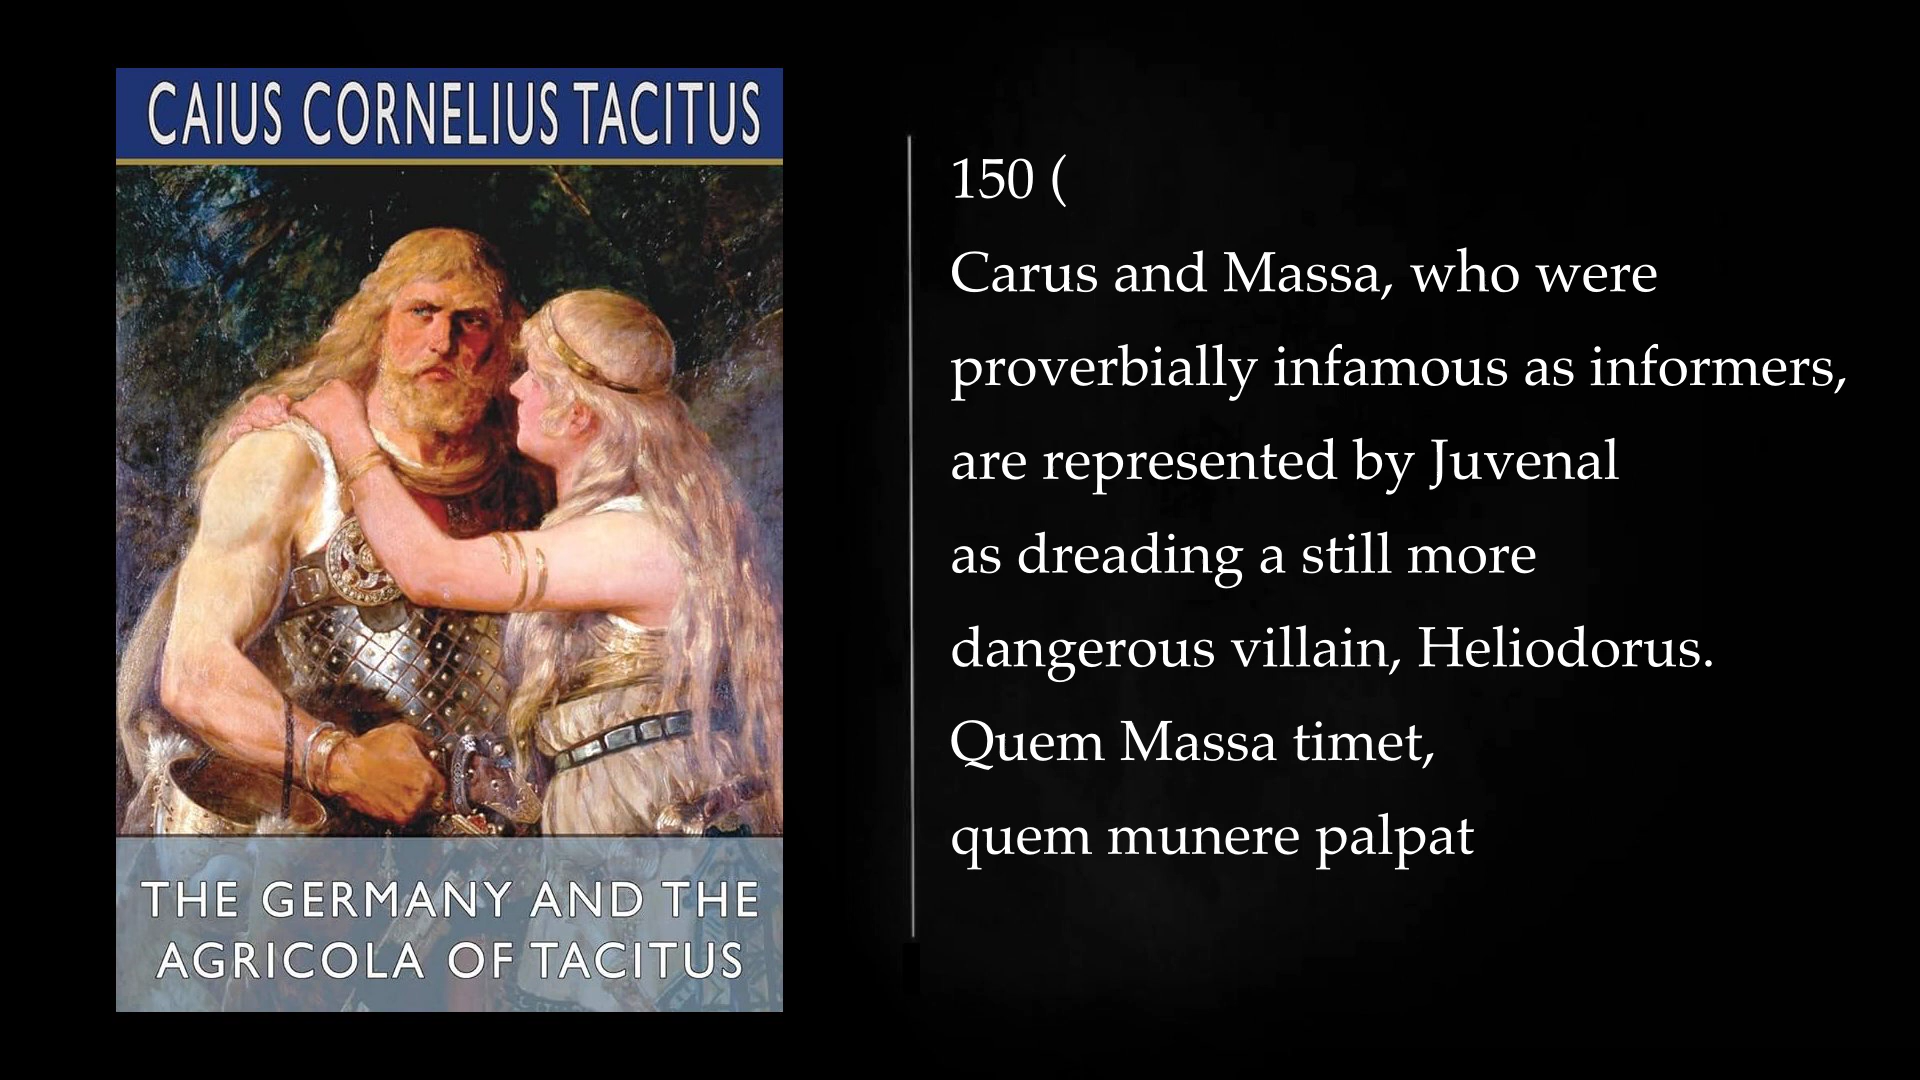 CAIUS CORNELIUS TACITUS
THE GERMANY AND THE
AGRICOLA OF TACITUS
150 (
Carus and Massa, who were
proverbially infamous as informers,
are represented by Juvenal
as dreading a still more
dangerous villain, Heliodorus.
Quem Massa timet,
quem munere palpat